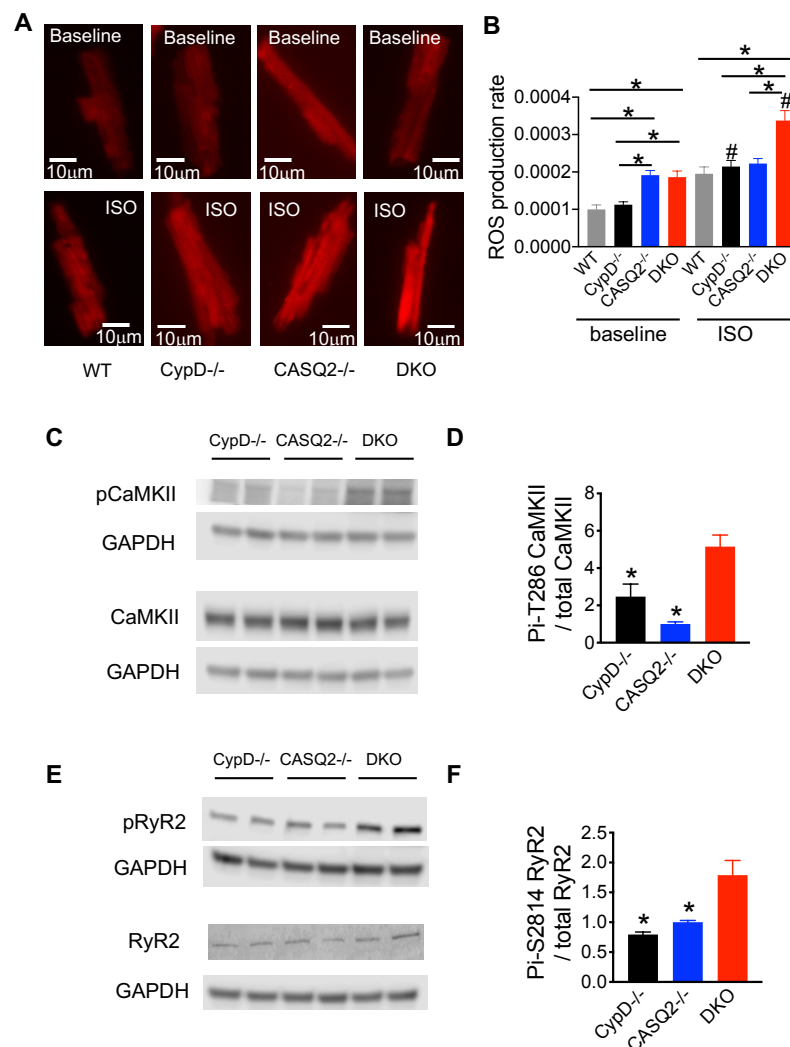 A
Baseline
Baseline
Baseline
Baseline
10μm
10μm
10μm
10μm
ISO
ISO
ISO
ISO
10μm
10μm
10μm
10μm
WT
CypD-/-
CASQ2-/-
DKO
B
ROS production rate
0.0004
0.0003
0.0002
0.0001
0.0000
*
*
*
*
*
*
*
#
#
WT
CypD-/-
CASQ2-/-
DKO
WT
CypD-/-
CASQ2-/-
DKO
baseline
ISO
C
CypD-/-
CASQ2-/-
DKO
pCaMKII
GAPDH
CaMKII
GAPDH
D
Pi-T286 CaMKII
/ total CaMKII
8
6
4
2
0
*
*
CypD-/-
CASQ2-/-
DKO
E
CypD-/-
CASQ2-/-
DKO
pRyR2
GAPDH
RyR2
GAPDH
F
Pi-S2814 RyR2
/ total RyR2
2.5
2.0
1.5
1.0
0.5
0.0
*
*
CypD-/-
CASQ2-/-
DKO